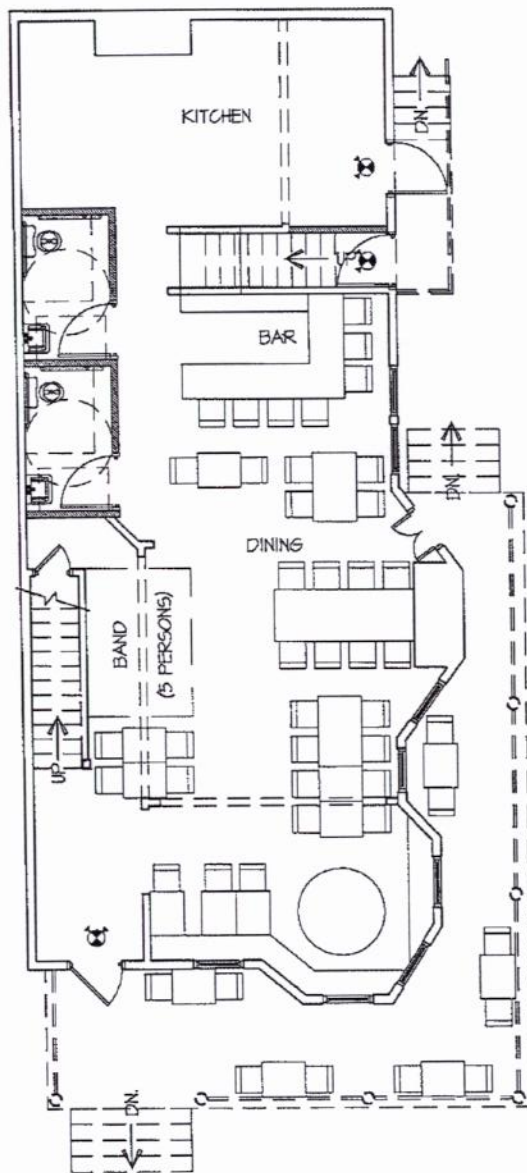 KITCHEN
DN
UP
BAR
DN.
DINING
BAND
(5 PERSONS)
UP
DN.